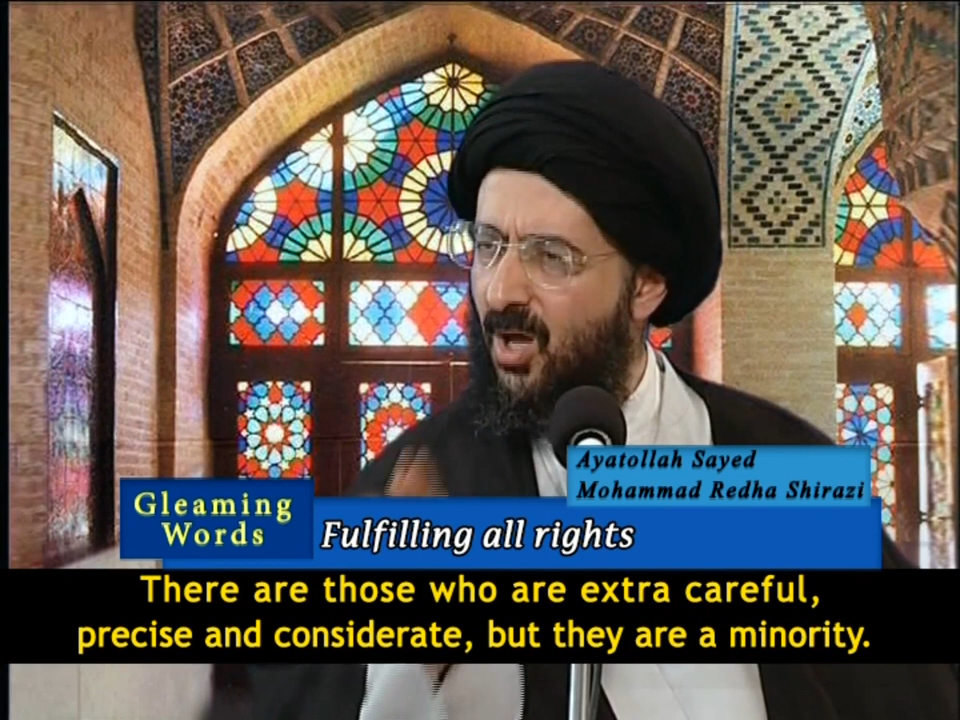 Ayatollah Sayed
Mohammad Redha Shirazi
Gleaming
Words
Fulfilling all rights
There are those who are extra careful,
precise and considerate, but they are a minority.